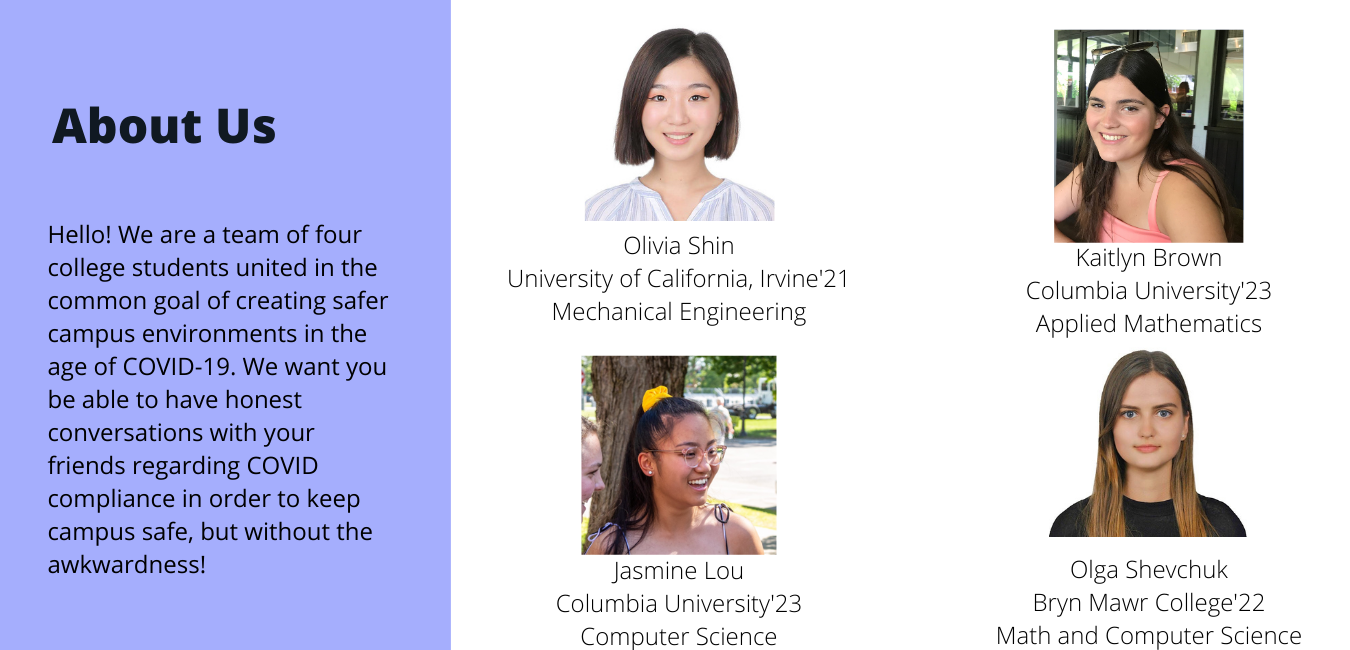 About Us
Hello! We are a team of four
college students united in the
common goal of creating safer
campus environments in the
age of COVID-19. We want you
be able to have honest
conversations with your
friends regarding COVID
compliance in order to keep
campus safe, but without the
awkwardness!
Olivia Shin
University of California, Irvine'21
Mechanical Engineering
Kaitlyn Brown
Columbia University'23
Applied Mathematics
Jasmine Lou
Columbia University'23
Computer Science
Olga Shevchuk
Bryn Mawr College'22
Math and Computer Science